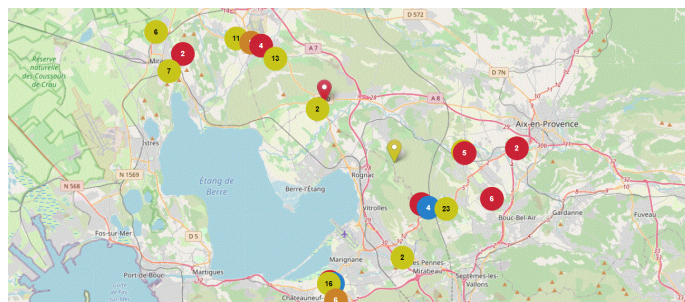 D 572
6
11
4
A 7
2
Réserve
naturelle
des Coussouls
de Crau
13
7
D 7N
28
A 8
2
Aix-en-Provence
5
2
Istres
Étang de
Berre
Rognac
N 1569
N 568
Berre-l'Étang
6
Vitrolles
4
23
Bouc-Bel-Air
Gardanne
Fuveau
Fos-sur-Mer
D 5
Marignane
2
Les Pennes-
Mirabeau
Port-de-Bouc
Martigues
Septèmes-les-
Vallons
16
Châteauneuf-
6